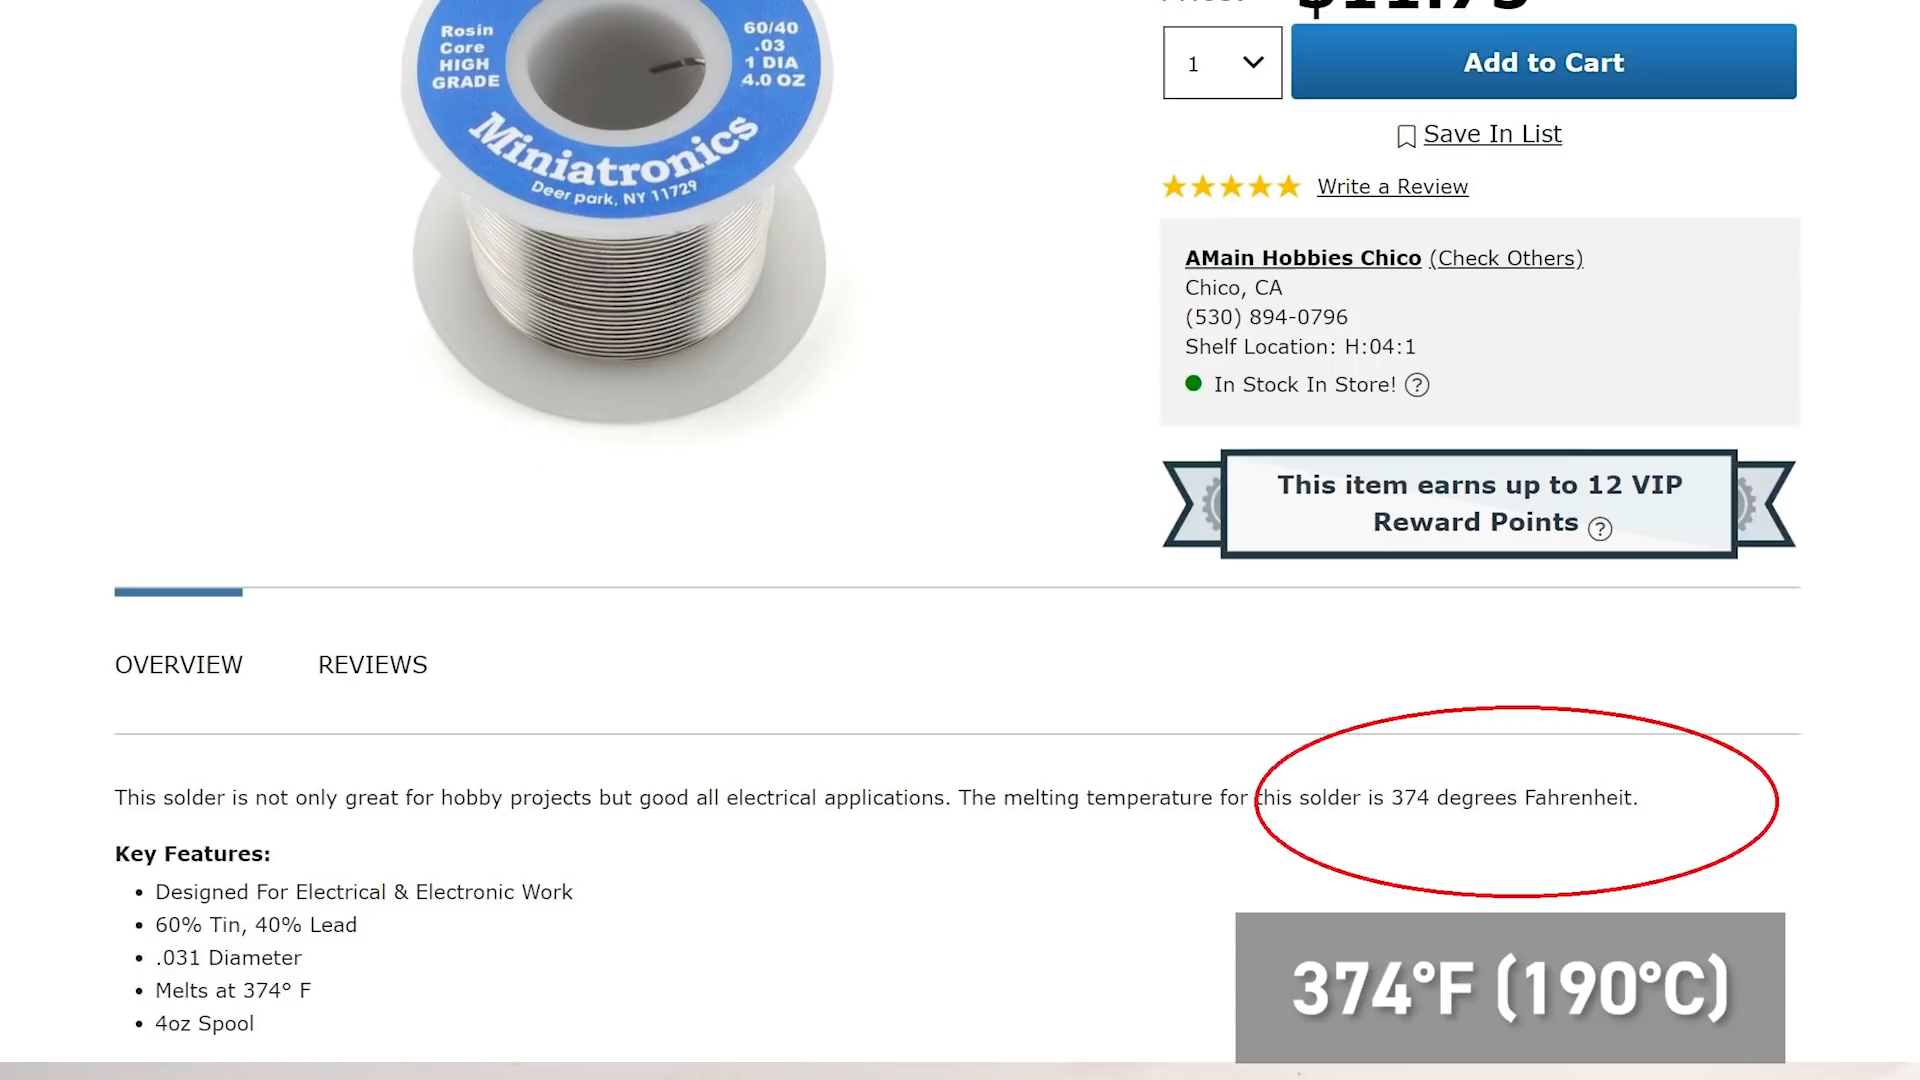 Rosin
Core
HIGH
GRADE
60/40
.03
1 DIA
4.0 OZ
Miniatronics
Deer park, NY 11729
1
Add to Cart
Save In List
Write a Review
AMain Hobbies Chico (Check Others)
Chico, CA
(530) 894-0796
Shelf Location: H:04:1
In Stock In Store! ?
This item earns up to 12 VIP
Reward Points ?
OVERVIEW
REVIEWS
This solder is not only great for hobby projects but good all electrical applications. The melting temperature for this solder is 374 degrees Fahrenheit.
Key Features:
• Designed For Electrical & Electronic Work
• 60% Tin, 40% Lead
• .031 Diameter
• Melts at 374° F
• 4oz Spool
374°F (190°C)